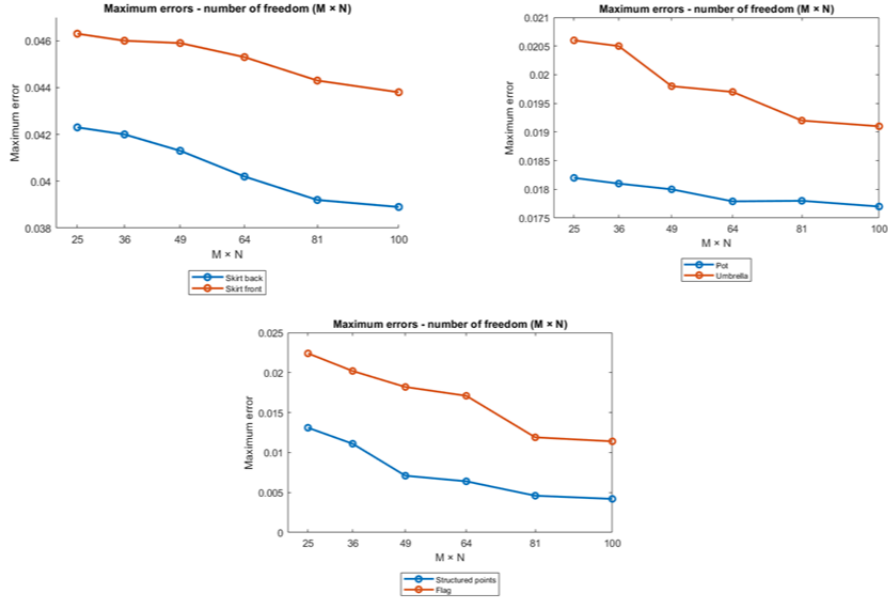 Maximum errors - number of freedom (M × N)
0.046
0.044
0.042
0.04
0.038
Maximum error
25 36 49 64 81 100
M × N
Skirt back
Skirt front
Maximum errors - number of freedom (M × N)
0.021
0.0205
0.02
0.0195
0.019
0.0185
0.018
0.0175
Maximum error
25 36 49 64 81 100
M × N
Pot
Umbrella
Maximum errors - number of freedom (M × N)
0.025
0.02
0.015
0.01
0.005
0
Maximum error
25 36 49 64 81 100
M × N
Structured points
Flag